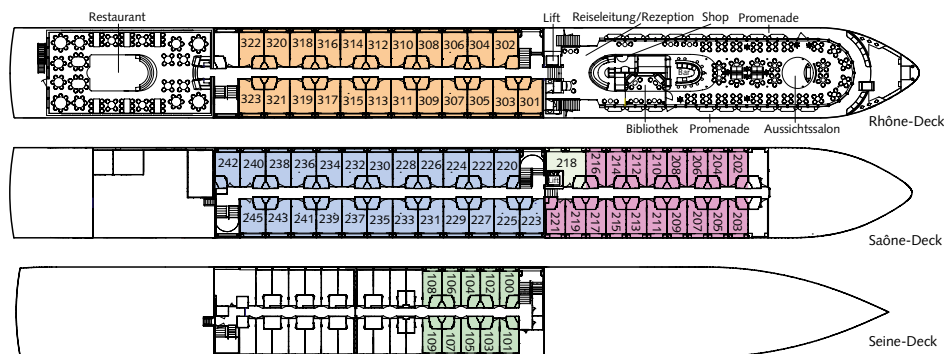 Restaurant
Lift
Reiseleitung/Rezeption
Shop
Promenade
322 320 318 316 314 312 310 308 306 304 302
Bar
323 321 319 317 315 313 311 309 307 305 303 301
Bibliothek
Promenade
Aussichtssalon
Rhône-Deck
242 240 238 236 234 232 230 228 226 224 222 220
218
216 214 212 210 208 206 204 202
Lift
245 243 241 239 237 235 233 231 229 227 225 223
221 219 217 215 213 211 209 207 205 203
Saône-Deck
108 106 104 102 100
109 107 105 103 101
Seine-Deck